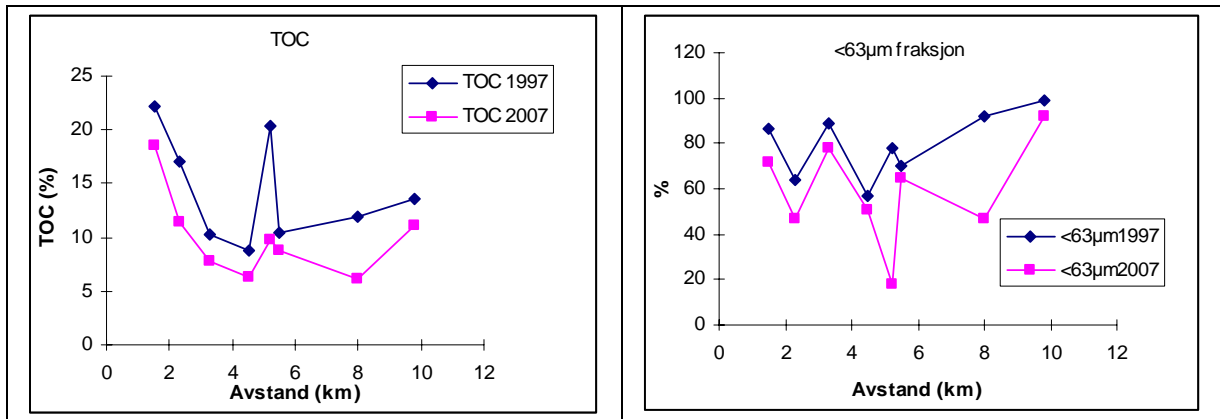 TOC
25
20
15
10
5
0
TOC (%)
0 2 4 6 8 10 12
Avstand (km)
TOC 1997
TOC 2007
<63µm fraksjon
120
100
80
60
40
20
0
%
0 2 4 6 8 10 12
Avstand (km)
<63µm1997
<63µm2007